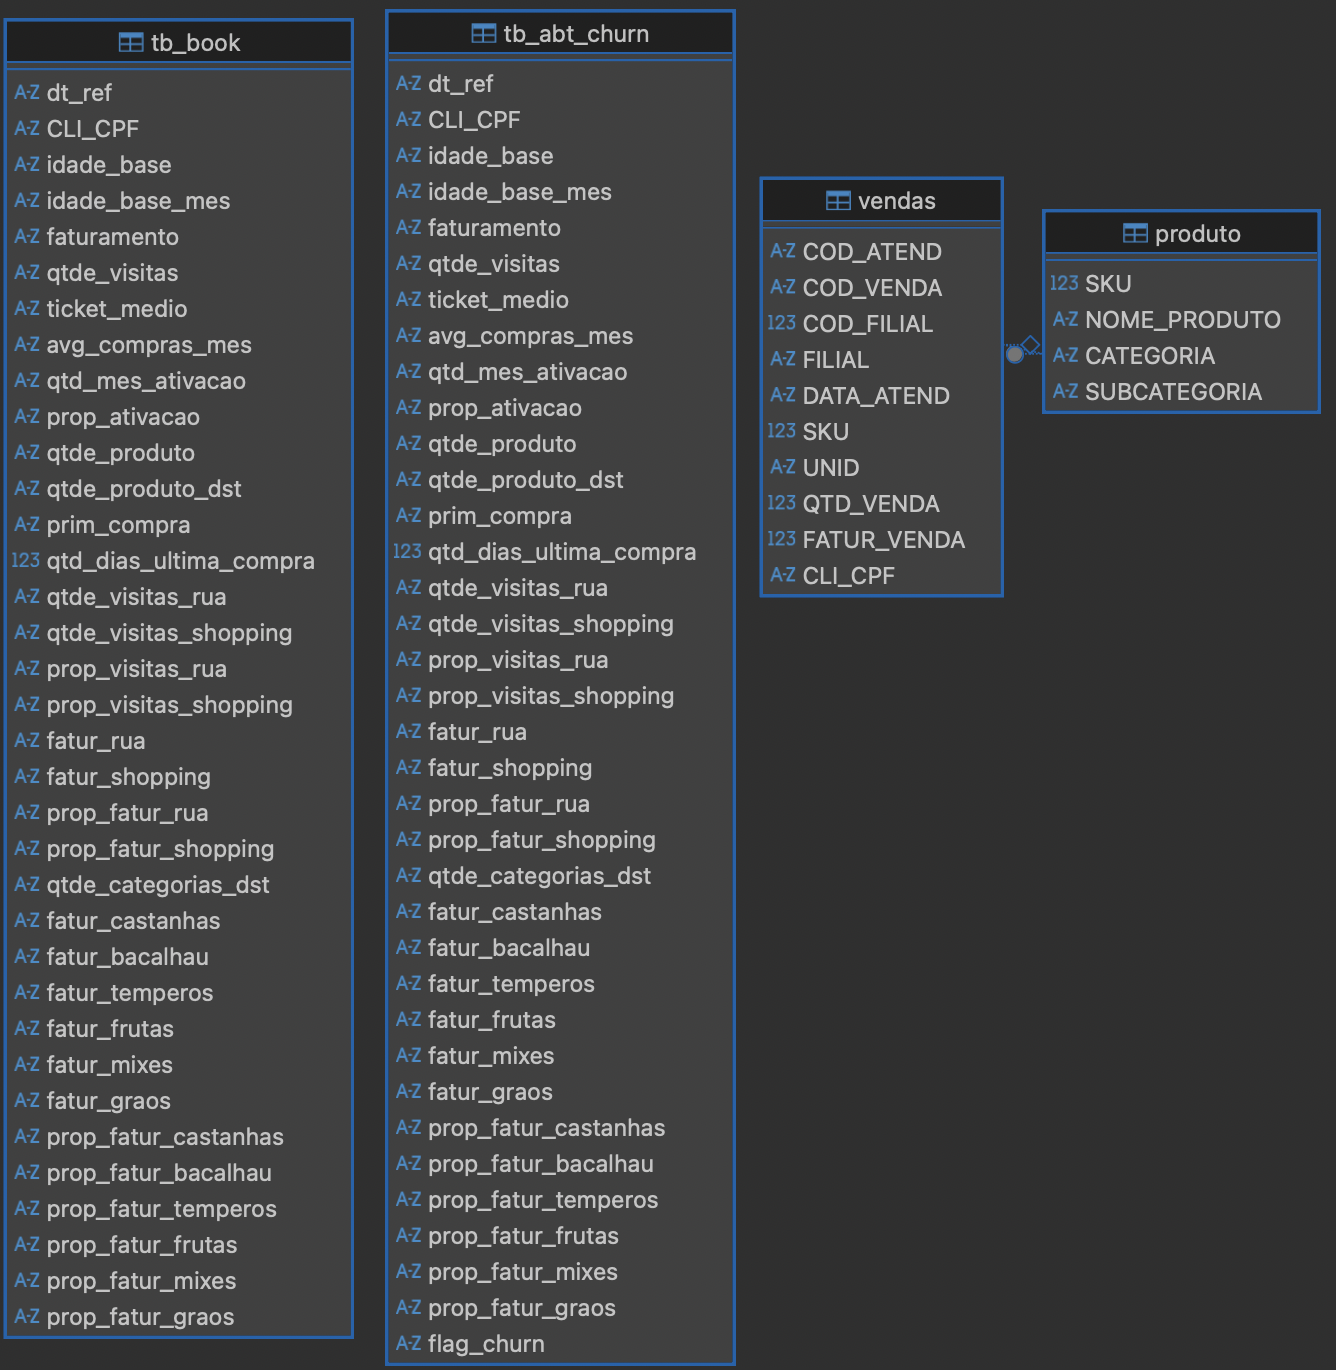 tb_book
A-Z dt_ref
A-Z CLI_CPF
A-Z idade_base
A-Z idade_base_mes
A-Z faturamento
A-Z qtde_visitas
A-Z ticket_medio
A-Z avg_compras_mes
A-Z qtd_mes_ativacao
A-Z prop_ativacao
A-Z qtde_produto
A-Z qtde_produto_dst
A-Z prim_compra
123 qtd_dias_ultima_compra
A-Z qtde_visitas_rua
A-Z qtde_visitas_shopping
A-Z prop_visitas_rua
A-Z prop_visitas_shopping
A-Z fatur_rua
A-Z fatur_shopping
A-Z prop_fatur_rua
A-Z prop_fatur_shopping
A-Z qtde_categorias_dst
A-Z fatur_castanhas
A-Z fatur_bacalhau
A-Z fatur_temperos
A-Z fatur_frutas
A-Z fatur_mixes
A-Z fatur_graos
A-Z prop_fatur_castanhas
A-Z prop_fatur_bacalhau
A-Z prop_fatur_temperos
A-Z prop_fatur_frutas
A-Z prop_fatur_mixes
A-Z prop_fatur_graos
tb_abt_churn
A-Z dt_ref
A-Z CLI_CPF
A-Z idade_base
A-Z idade_base_mes
A-Z faturamento
A-Z qtde_visitas
A-Z ticket_medio
A-Z avg_compras_mes
A-Z qtd_mes_ativacao
A-Z prop_ativacao
A-Z qtde_produto
A-Z qtde_produto_dst
A-Z prim_compra
123 qtd_dias_ultima_compra
A-Z qtde_visitas_rua
A-Z qtde_visitas_shopping
A-Z prop_visitas_rua
A-Z prop_visitas_shopping
A-Z fatur_rua
A-Z fatur_shopping
A-Z prop_fatur_rua
A-Z prop_fatur_shopping
A-Z qtde_categorias_dst
A-Z fatur_castanhas
A-Z fatur_bacalhau
A-Z fatur_temperos
A-Z fatur_frutas
A-Z fatur_mixes
A-Z fatur_graos
A-Z prop_fatur_castanhas
A-Z prop_fatur_bacalhau
A-Z prop_fatur_temperos
A-Z prop_fatur_frutas
A-Z prop_fatur_mixes
A-Z prop_fatur_graos
A-Z flag_churn
vendas
A-Z COD_ATEND
A-Z COD_VENDA
123 COD_FILIAL
A-Z FILIAL
A-Z DATA_ATEND
123 SKU
A-Z UNID
123 QTD_VENDA
123 FATUR_VENDA
A-Z CLI_CPF
produto
123 SKU
A-Z NOME_PRODUTO
A-Z CATEGORIA
A-Z SUBCATEGORIA